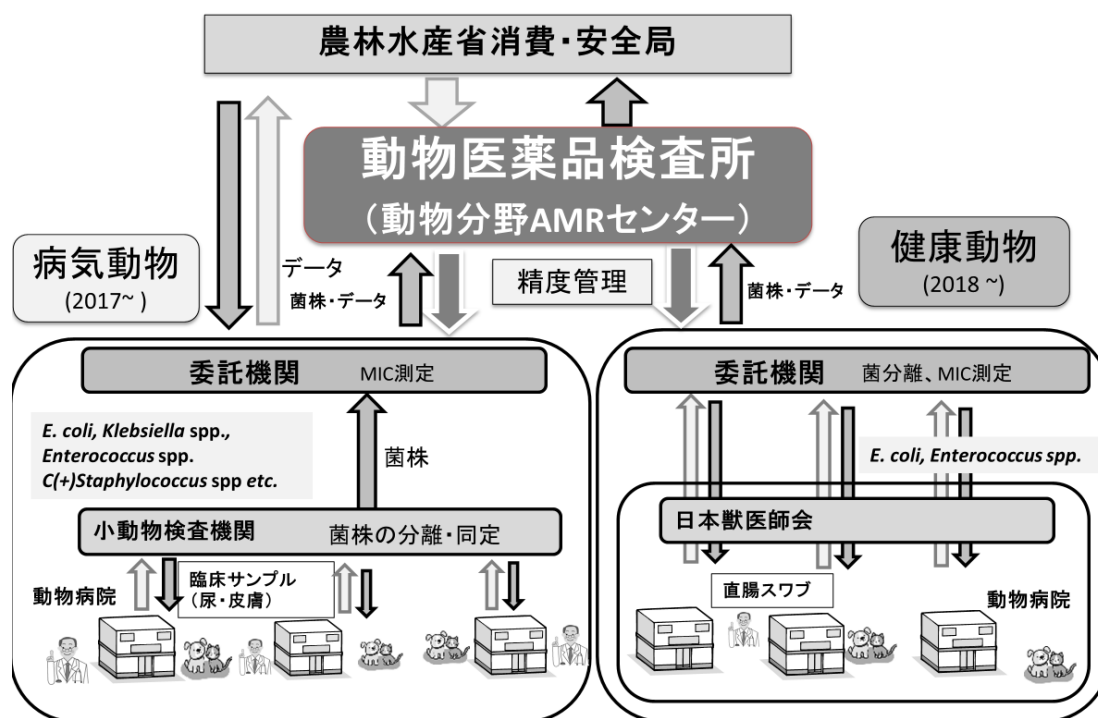 農林水産省消費・安全局
動物医薬品検査所
（動物分野AMRセンター）
病気動物
(2017~ )
データ
菌株・データ
精度管理
菌株・データ
健康動物
(2018 ~)
委託機関 MIC測定
E. coli, Klebsiella spp.,
Enterococcus spp.
C(+)Staphylococcus spp etc.
菌株
小動物検査機関 菌株の分離・同定
動物病院
臨床サンプル
（尿・皮膚）
委託機関 菌分離、MIC測定
E. coli, Enterococcus spp.
日本獣医師会
直腸スワブ
動物病院